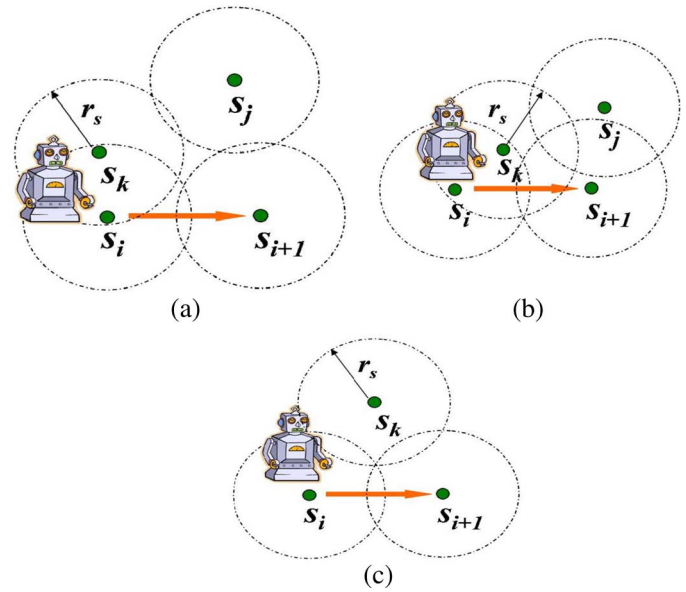 s_j
r_s
s_k
s_i
s_{i+1}
(a)
r_s
s_j
s_k
s_i
s_{i+1}
(b)
r_s
s_k
s_i
s_{i+1}
(c)